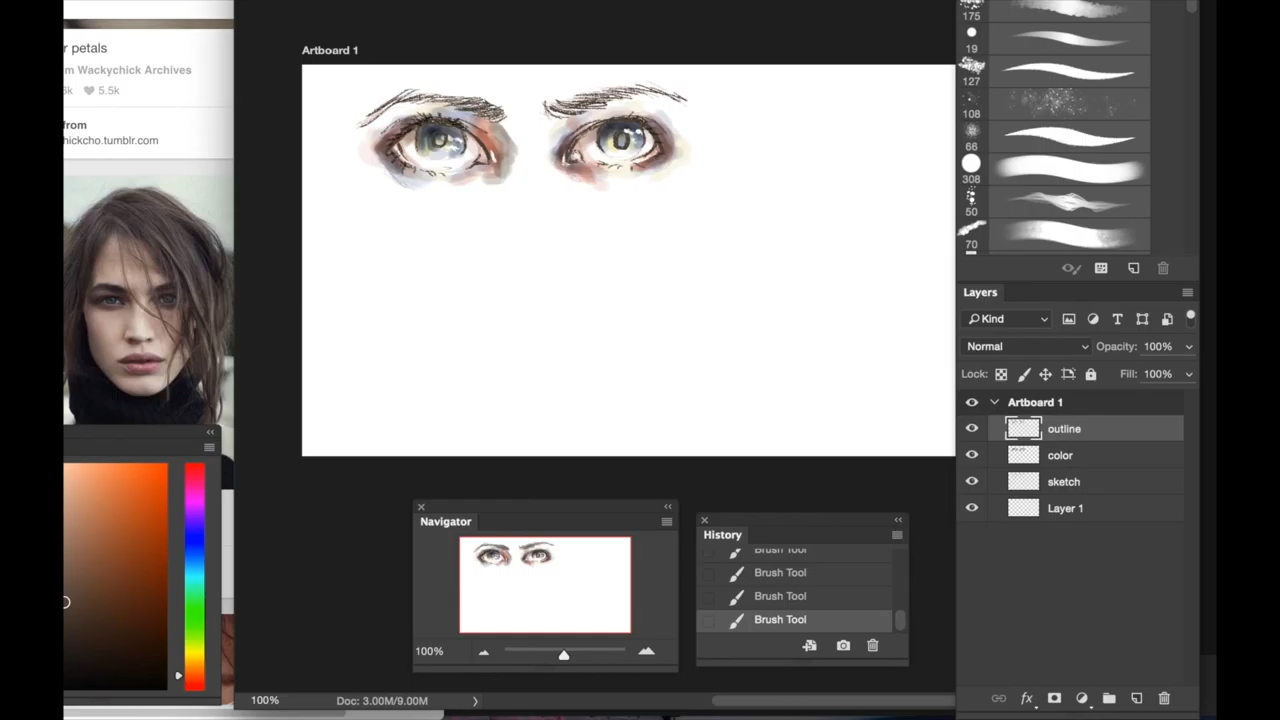 r petals
m Wackychick Archives
5.5k
from
hickcho.tumblr.com
Artboard 1
175
19
127
108
66
308
50
70
Layers
Kind
Normal
Opacity: 100%
Lock:
Fill: 100%
Artboard 1
outline
color
sketch
Layer 1
fx
Navigator
100%
History
Brush Tool
Brush Tool
Brush Tool
Brush Tool
100%
Doc: 3.00M/9.00M